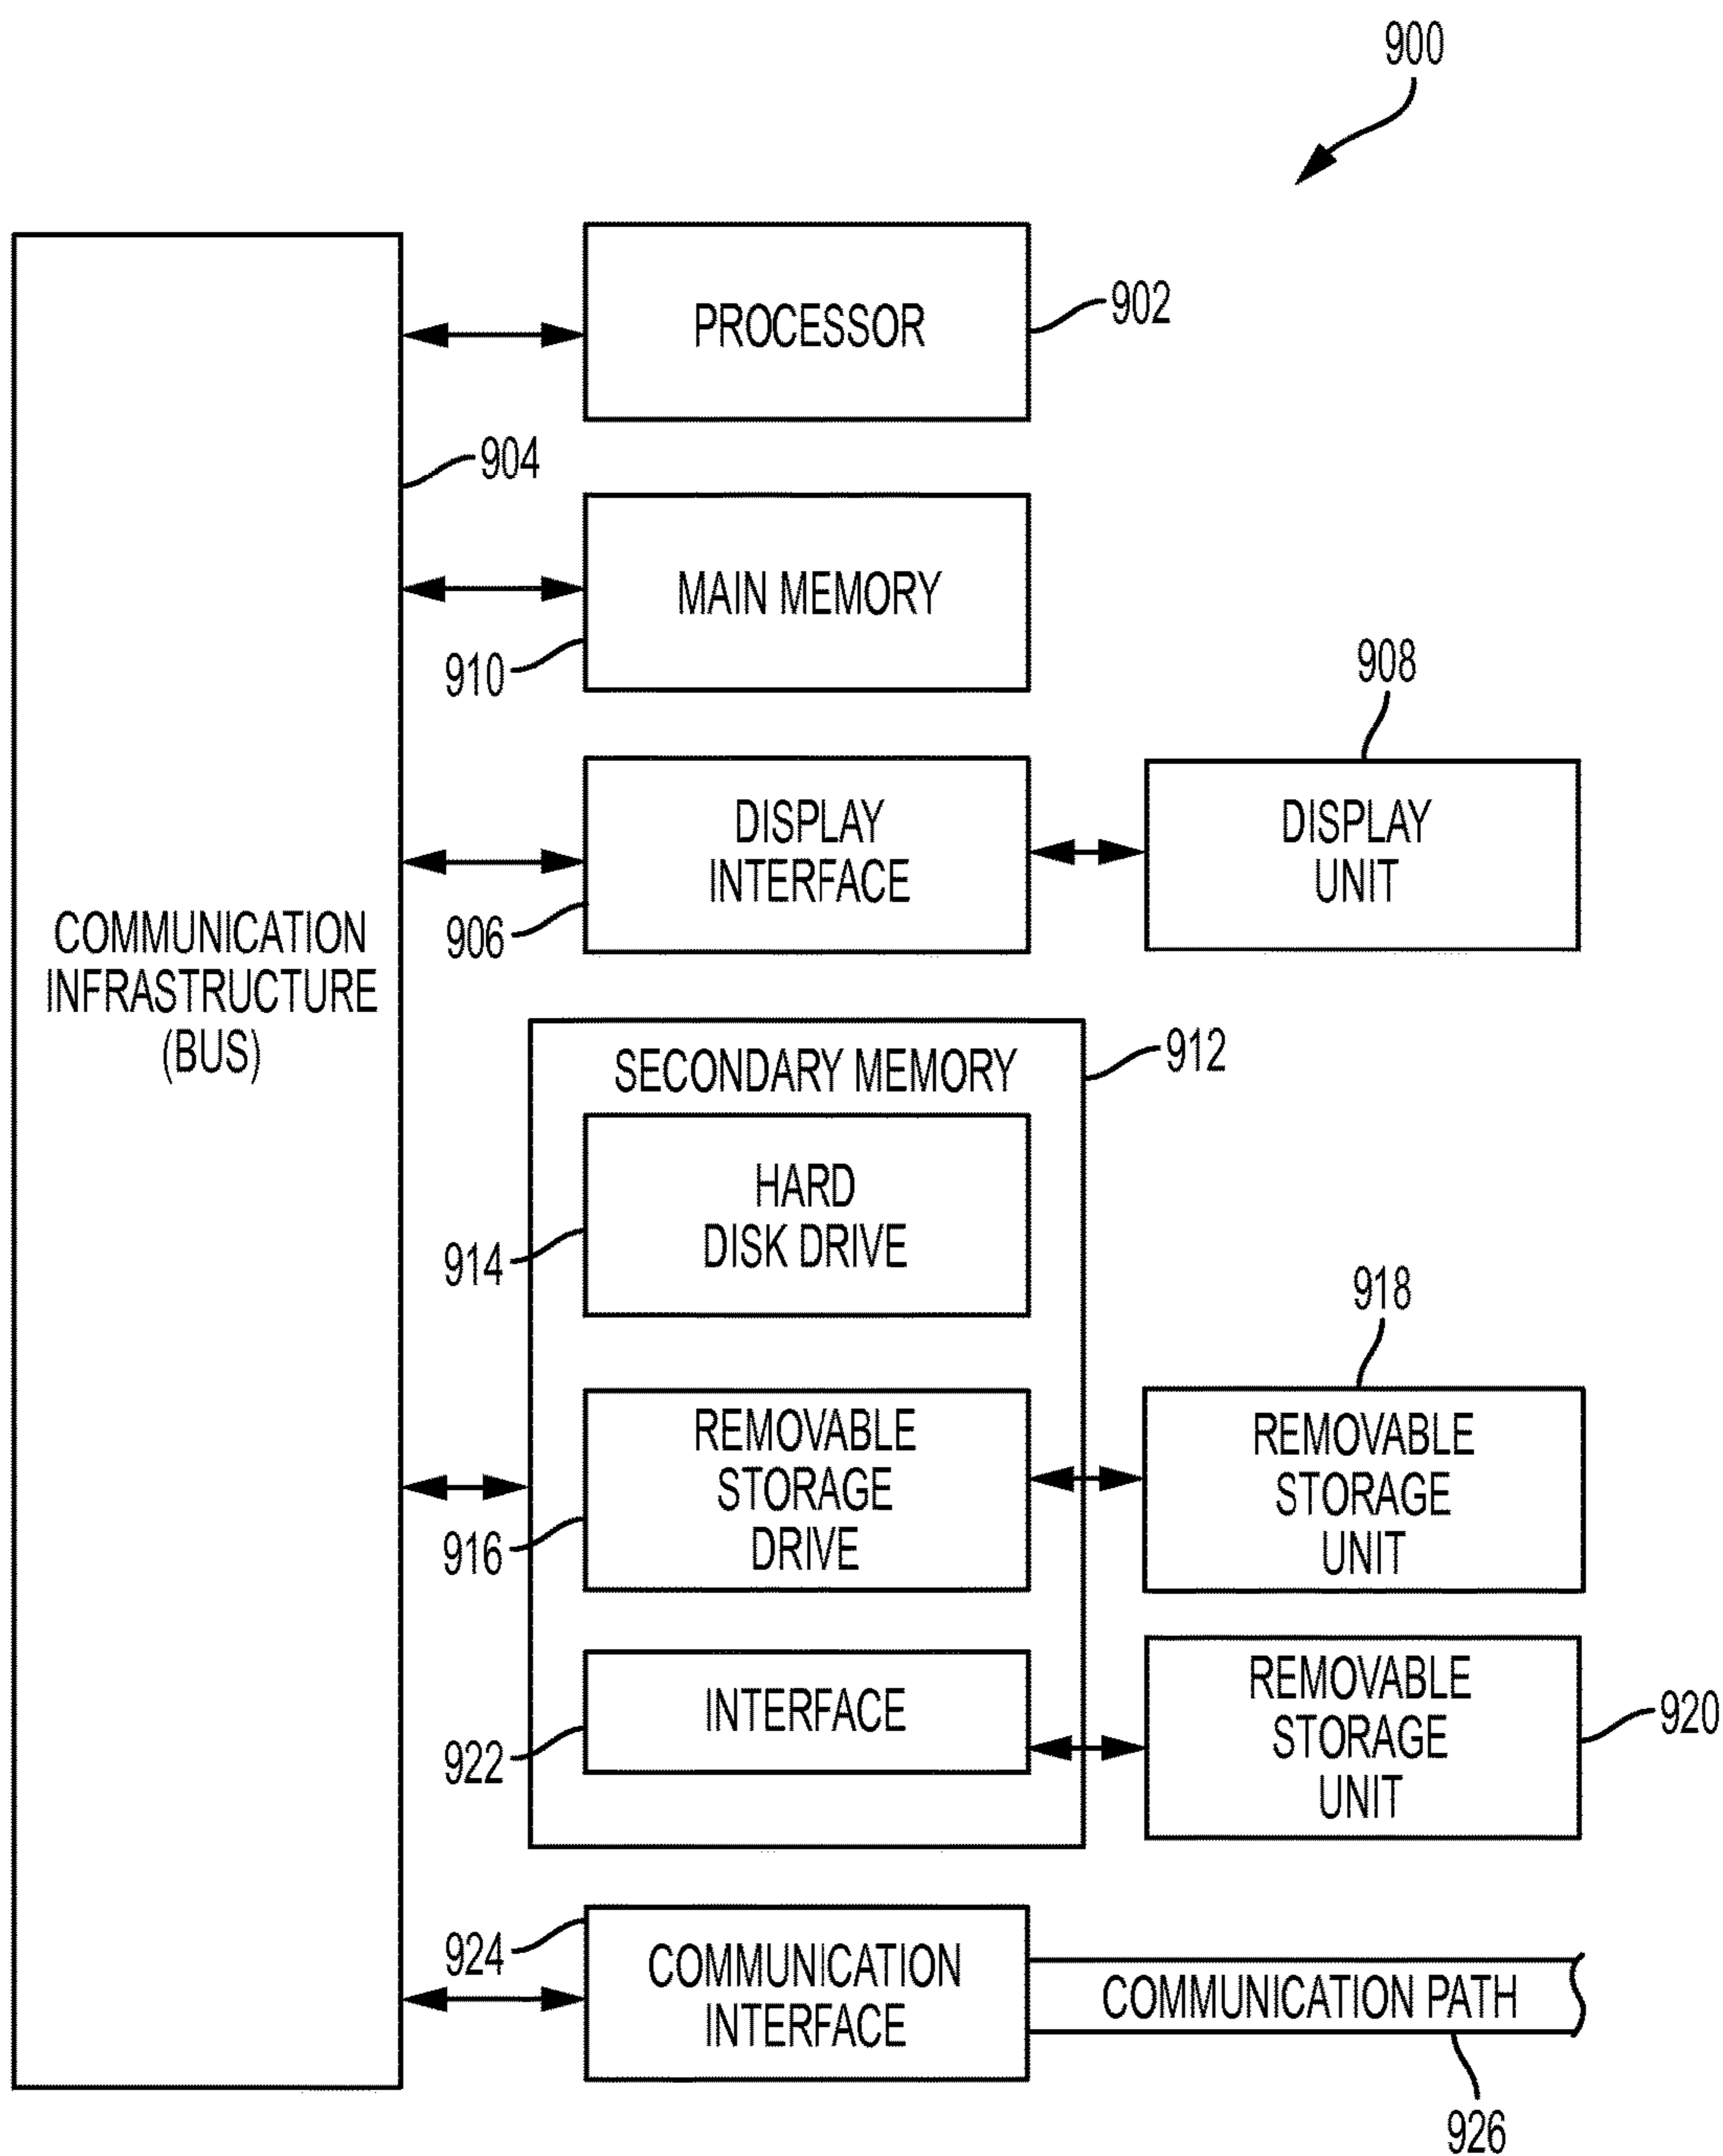 900
PROCESSOR
902
904
MAIN MEMORY
910
908
DISPLAY
INTERFACE
906
DISPLAY
UNIT
COMMUNICATION
INFRASTRUCTURE
(BUS)
SECONDARY MEMORY
912
HARD
DISK DRIVE
914
918
REMOVABLE
STORAGE
DRIVE
916
REMOVABLE
STORAGE
UNIT
INTERFACE
922
REMOVABLE
STORAGE
UNIT
920
924
COMMUNICATION
INTERFACE
COMMUNICATION PATH
926